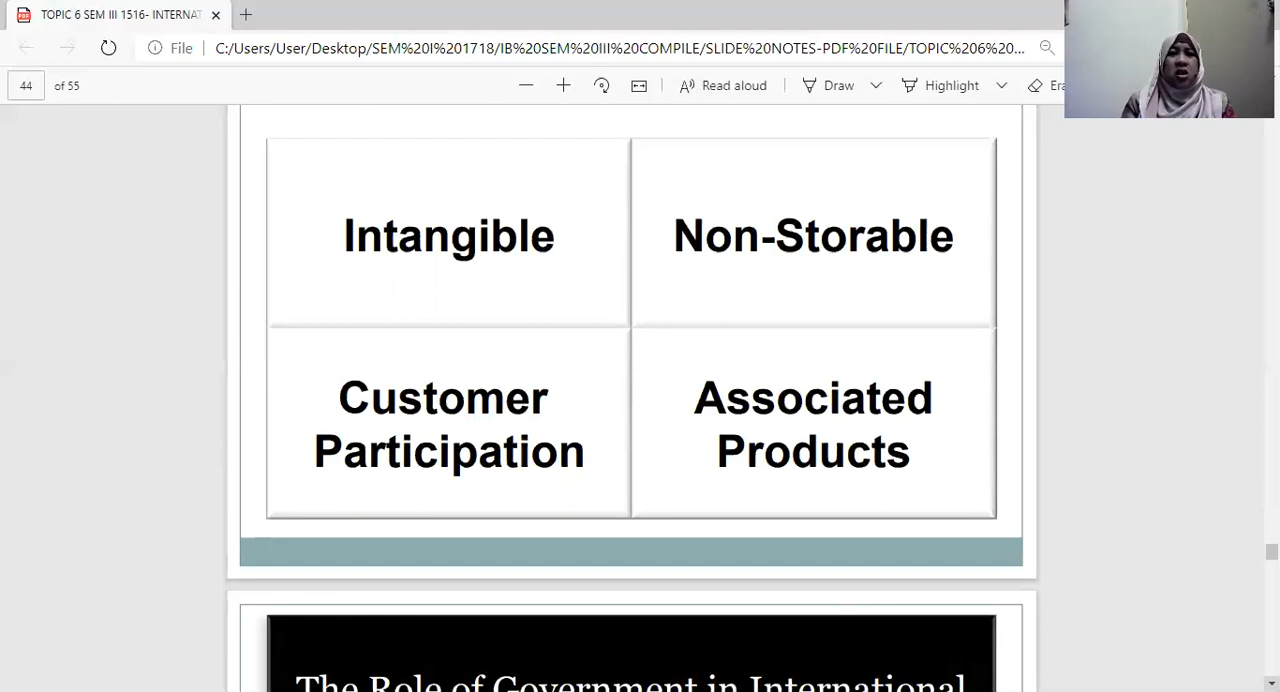 TOPIC 6 SEM III 1516- INTERNAT
File
C:/Users/User/Desktop/SEM%20I%201718/IB%20SEM%20III%20COMPILE/SLIDE%20NOTES-PDF%20FILE/TOPIC%206%20...
44 of 55
Read aloud
Draw
Highlight
Era
Intangible
Non-Storable
Customer
Participation
Associated
Products
The Role of Government in International